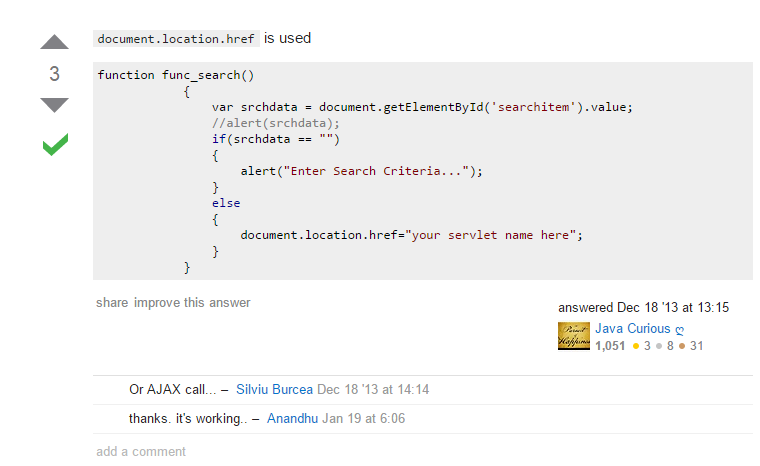 document.location.href is used
3
function func_search()
{
var srchdata = document.getElementById('searchitem').value;
//alert(srchdata);
if(srchdata == "")
{
alert("Enter Search Criteria...");
}
else
{
document.location.href="your servlet name here";
}
}
share improve this answer
answered Dec 18 '13 at 13:15
Java Curious ღ
1,051 3 8 31
Or AJAX call... – Silviu Burcea Dec 18 '13 at 14:14
thanks. it's working.. – Anandhu Jan 19 at 6:06
add a comment